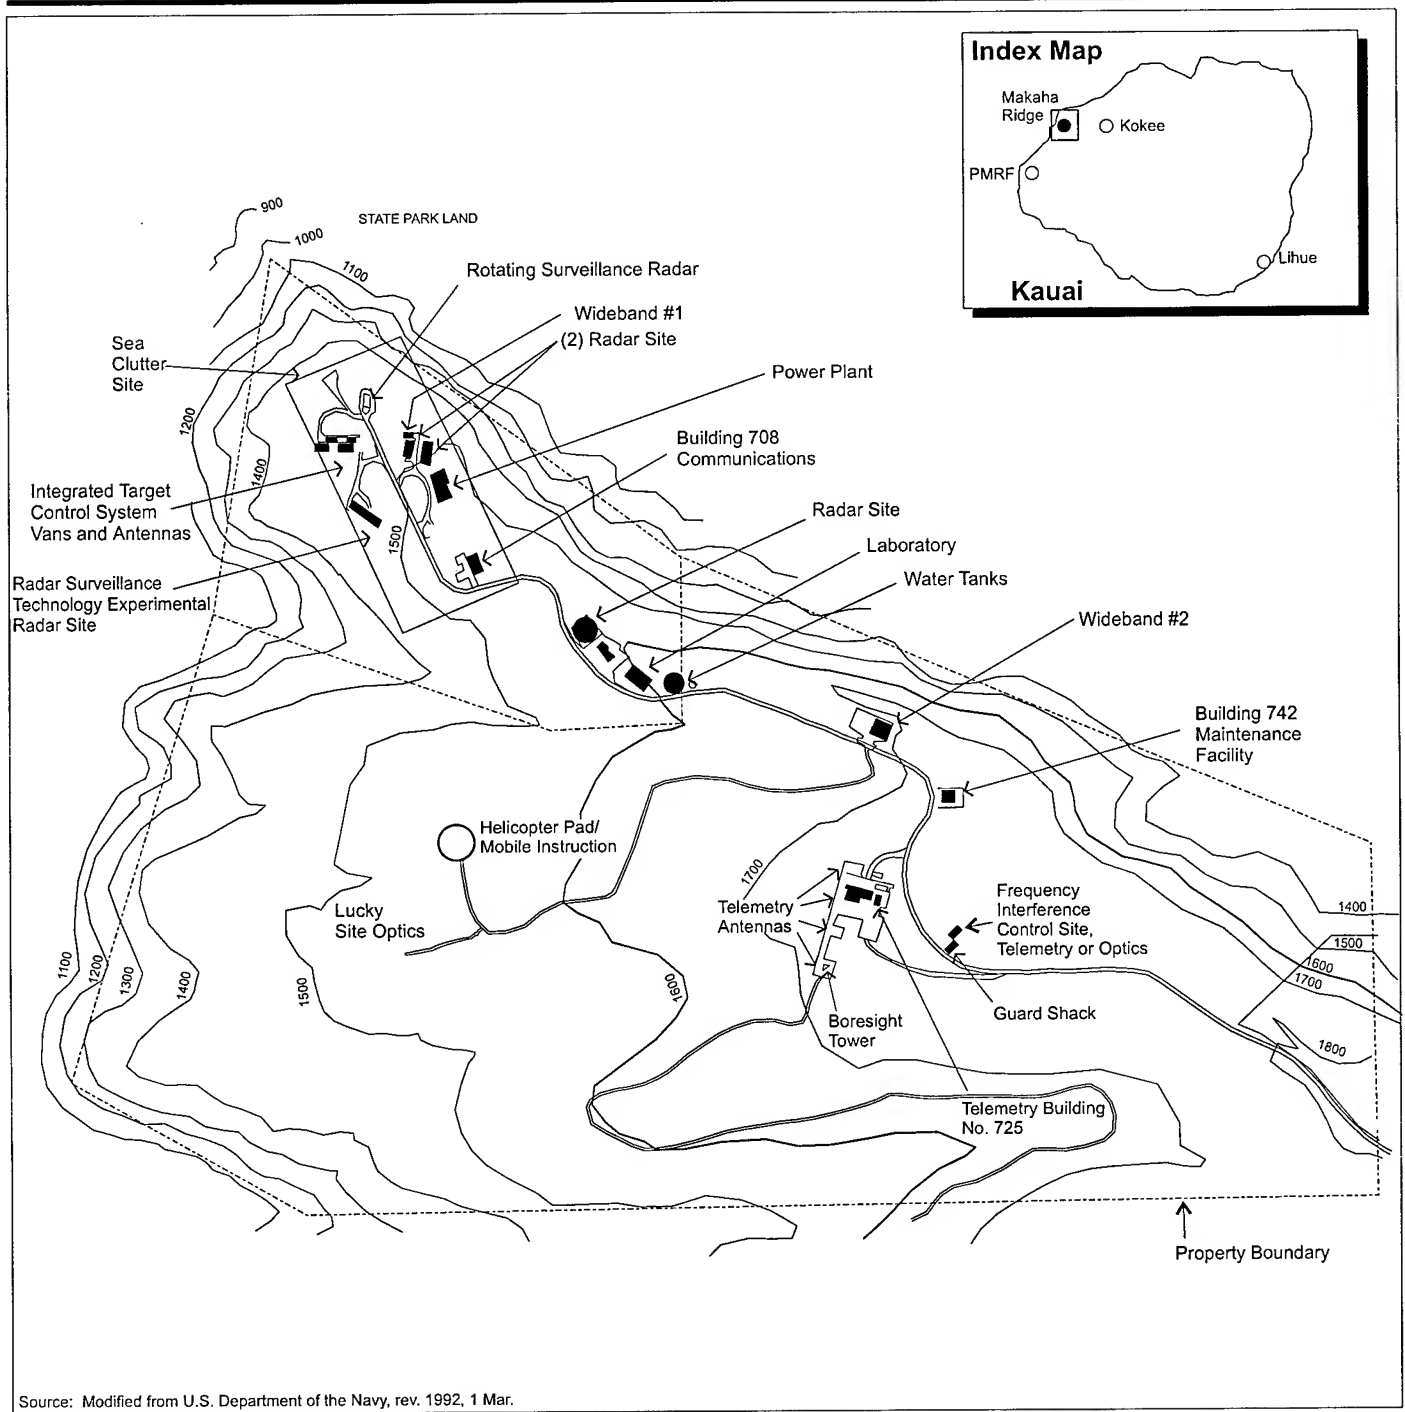 Index Map
Makaha
Ridge
Kokee
PMRF
Lihue
Kauai
900
STATE PARK LAND
1000
1100
Rotating Surveillance Radar
Wideband #1
(2) Radar Site
Sea
Clutter
Site
Power Plant
1200
Building 708
Communications
1400
Integrated Target
Control System
Vans and Antennas
Radar Site
1500
Laboratory
Radar Surveillance
Technology Experimental
Radar Site
Water Tanks
Wideband #2
Building 742
Maintenance
Facility
Helicopter Pad/
Mobile Instruction
1700
Lucky
Site Optics
Telemetry
Antennas
Frequency
Interference
Control Site,
Telemetry or Optics
1400
1500
1600
1700
1100
1200
1300
1400
1500
1600
Guard Shack
Boresight
Tower
1800
Telemetry Building
No. 725
Property Boundary
Source: Modified from U.S. Department of the Navy, rev. 1992, 1 Mar.